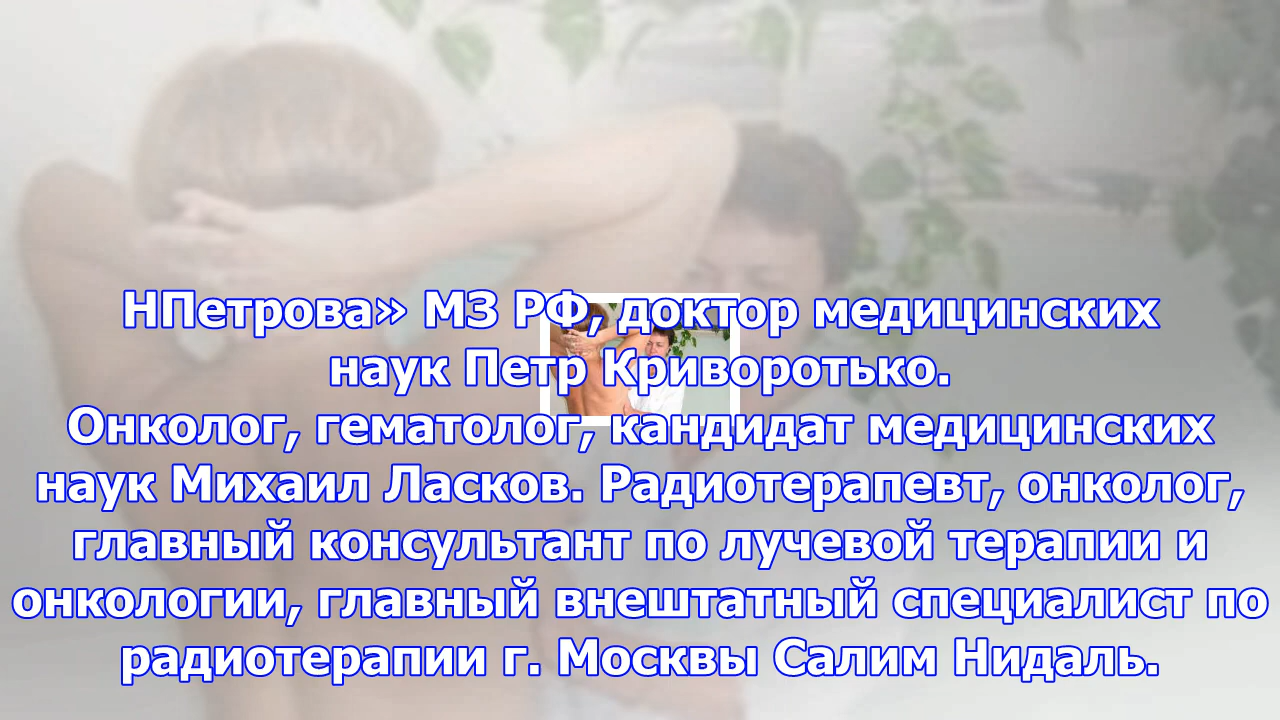 НПетрова» МЗ РФ, доктор медицинских
наук Петр Криворотько.
Онколог, гематолог, кандидат медицинских
наук Михаил Ласков. Радиотерапевт, онколог,
главный консультант по лучевой терапии и
онкологии, главный внештатный специалист по
радиотерапии г. Москвы Салим Нидаль.